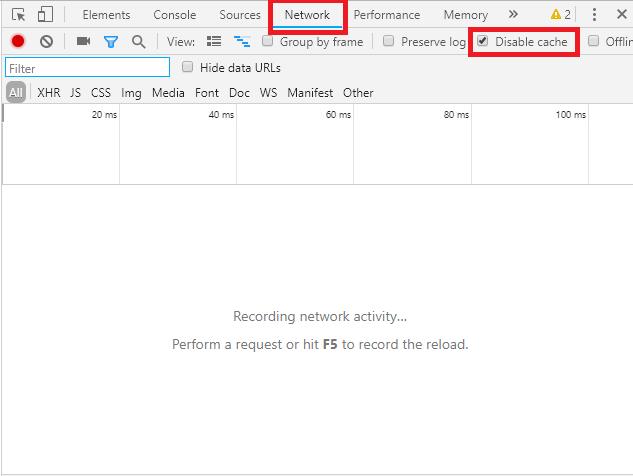 Elements Console Sources Network Performance Memory » 2
View: Group by frame Preserve log Disable cache Offlin
Filter Hide data URLs
All XHR JS CSS Img Media Font Doc WS Manifest Other
20 ms 40 ms 60 ms 80 ms 100 ms
Recording network activity...
Perform a request or hit F5 to record the reload.